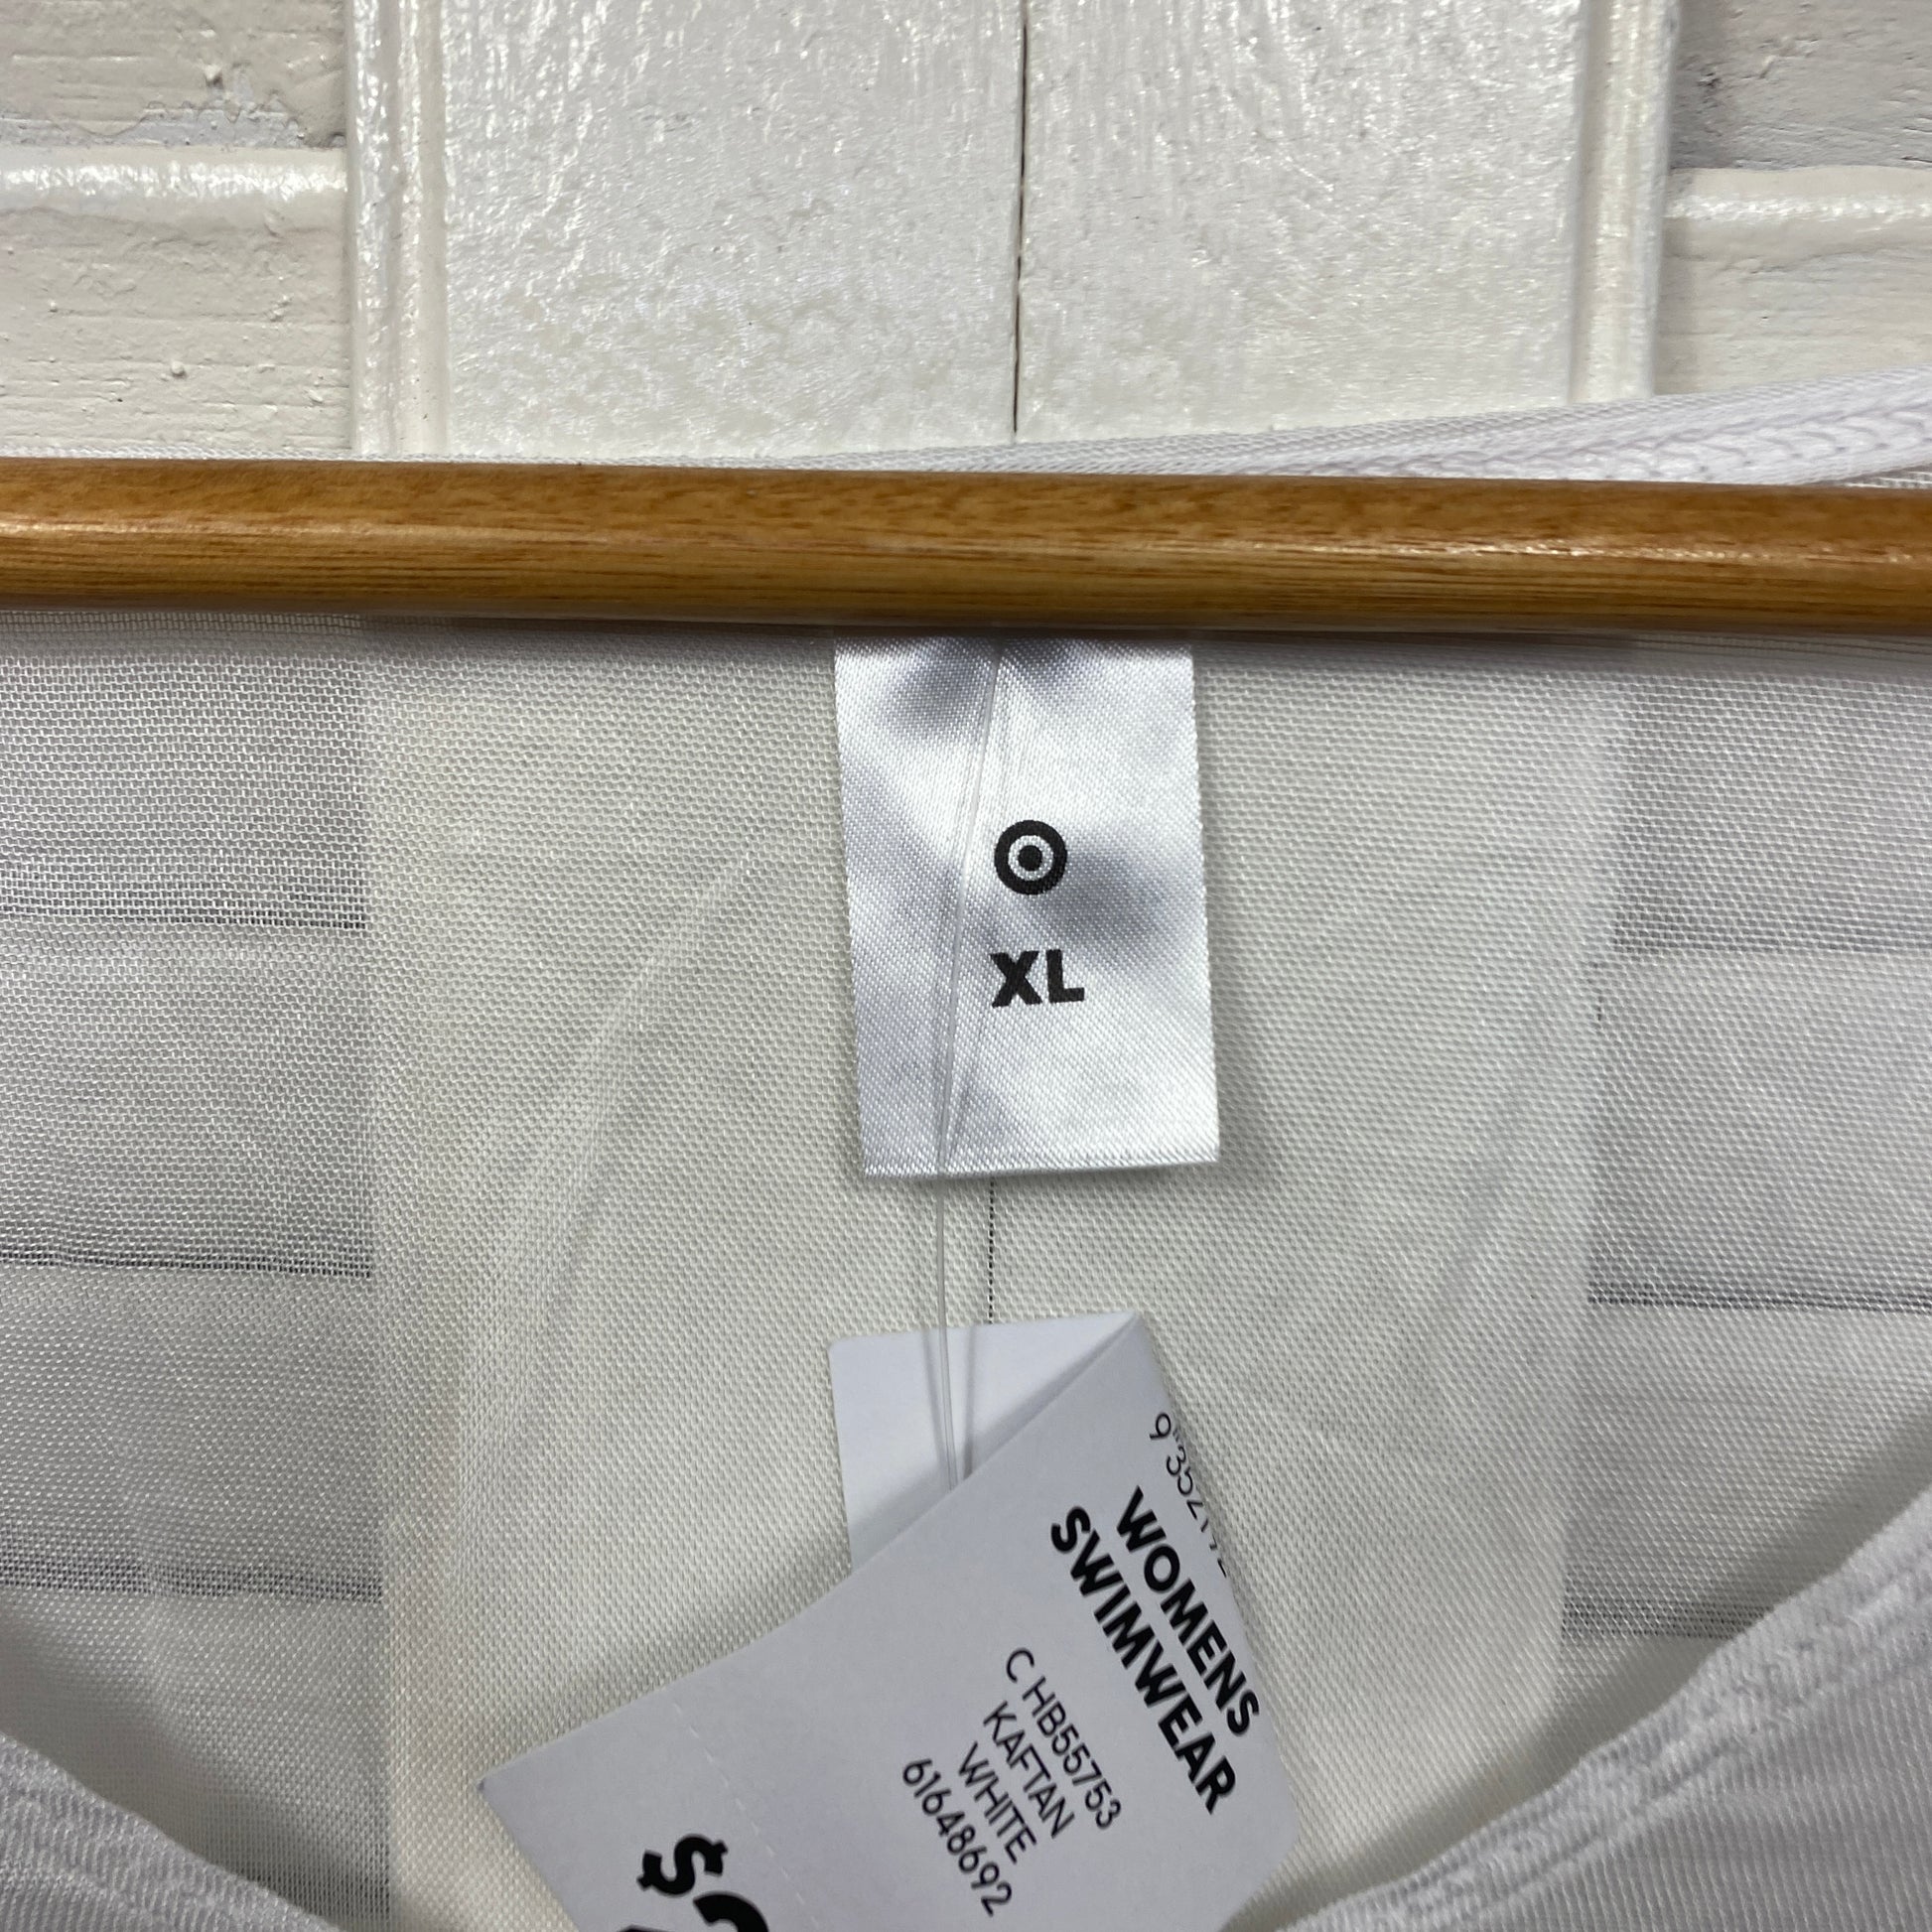 XL
WOMENS
SWIMWEAR
C HB55753
KAFTAN
WHITE
61648692
$